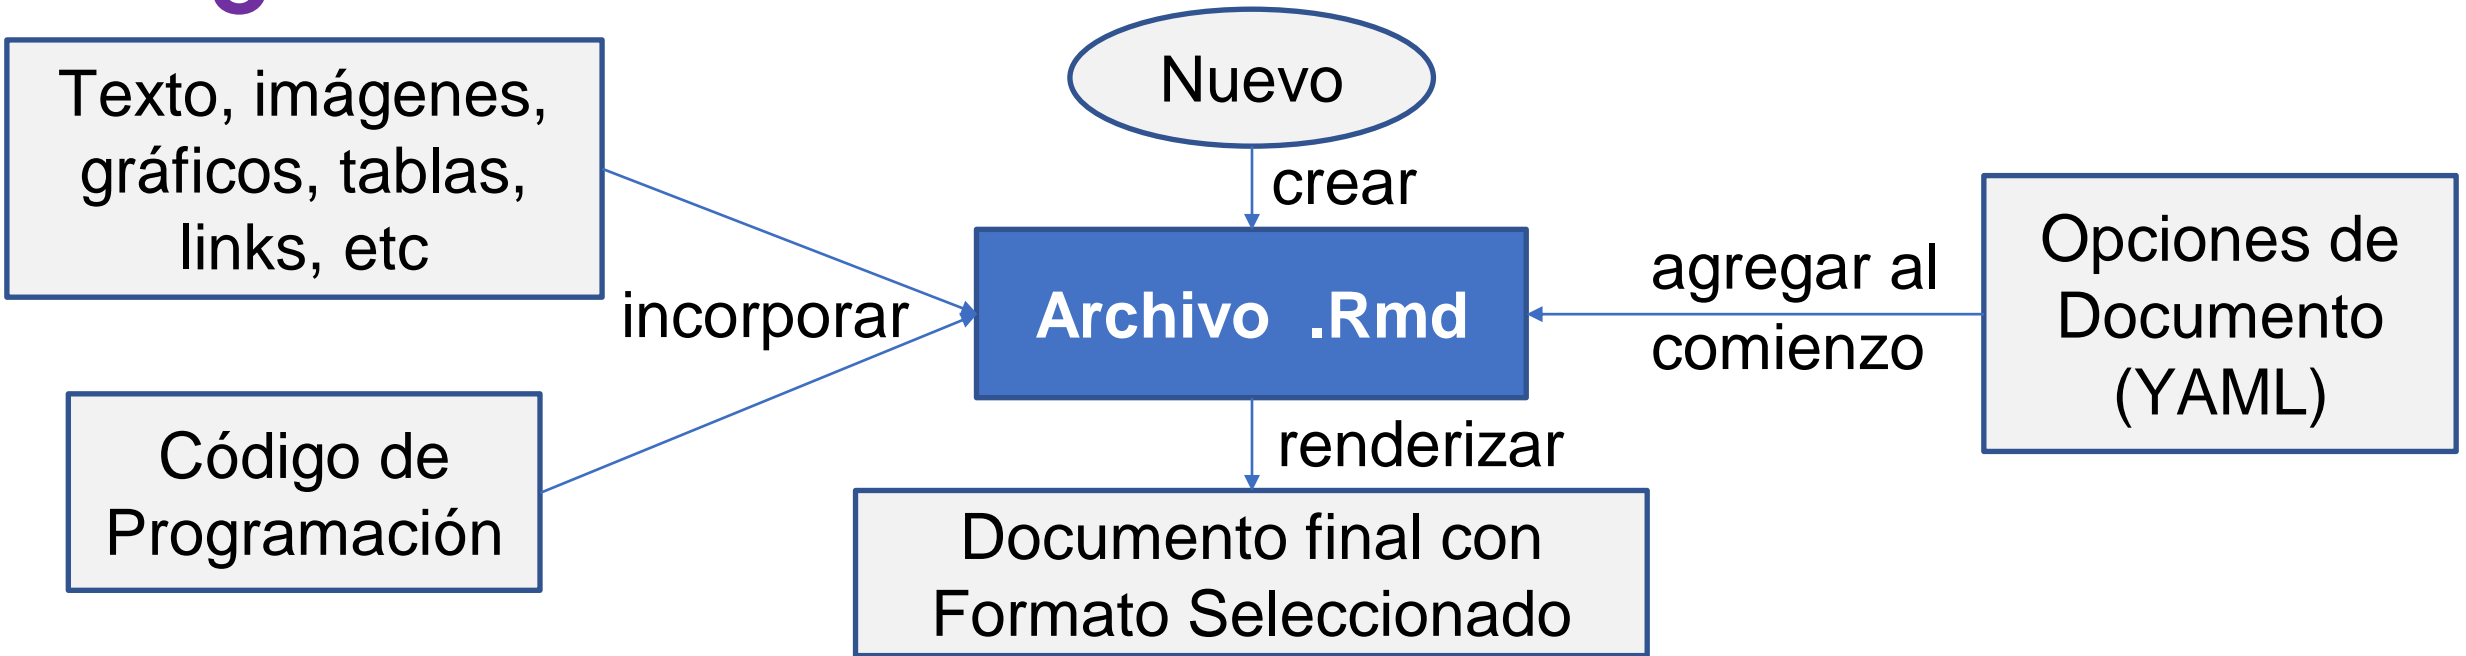 Texto, imágenes,
gráficos, tablas,
links, etc
Nuevo
crear
incorporar
Archivo .Rmd
agregar al
comienzo
Opciones de
Documento
(YAML)
Código de
Programación
renderizar
Documento final con
Formato Seleccionado